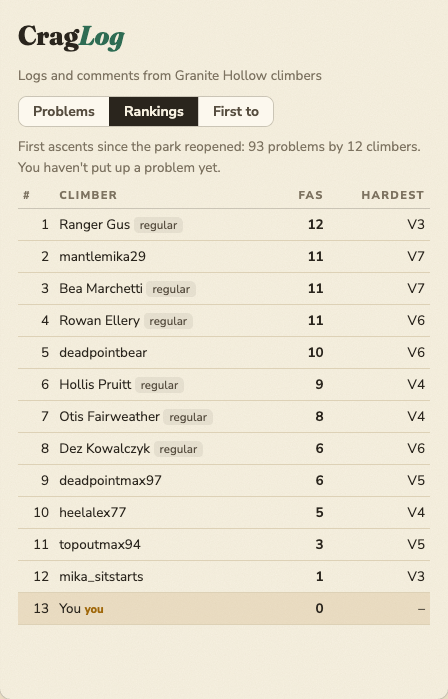 CragLog
Logs and comments from Granite Hollow climbers
Problems Rankings First to
First ascents since the park reopened: 93 problems by 12 climbers.
You haven't put up a problem yet.
# CLIMBER FAS HARDEST
1 Ranger Gus regular 12 V3
2 mantlemika29 11 V7
3 Bea Marchetti regular 11 V7
4 Rowan Ellery regular 11 V6
5 deadpointbear 10 V6
6 Hollis Pruitt regular 9 V4
7 Otis Fairweather regular 8 V4
8 Dez Kowalczyk regular 6 V6
9 deadpointmax97 6 V5
10 heelalex77 5 V4
11 topoutmax94 3 V5
12 mika_sitstarts 1 V3
13 You you 0 –